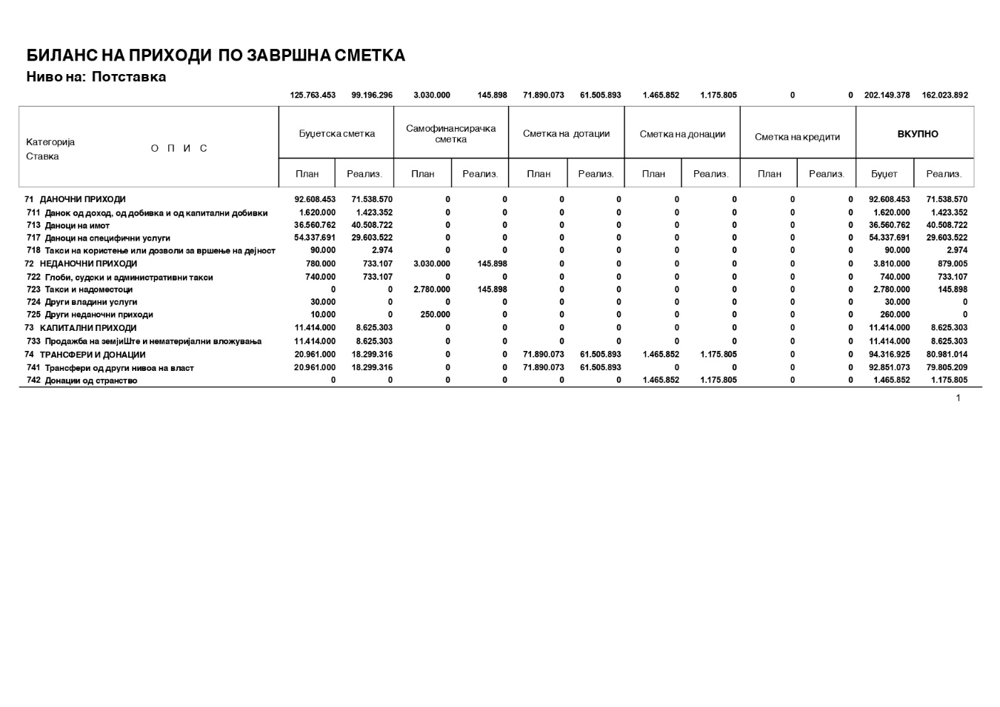 БИЛАНС НА ПРИХОДИ ПО ЗАВРШНА СМЕТКА
Ниво на: Потставка
125.763.453 99.196.296 3.030.000 145.898 71.890.073 61.505.893 1.465.852 1.175.805 0 0 202.149.378 162.023.892
Категорија
Ставка
О П И С
Буџетска сметка
Самофинансирачка
сметка
Сметка на дотации
Сметка на донации
Сметка на кредити
ВКУПНО
План Реализ. План Реализ. План Реализ. План Реализ. План Реализ. Буџет Реализ.
71 ДАНОЧНИ ПРИХОДИ 92.608.453 71.538.570 0 0 0 0 0 0 0 0 92.608.453 71.538.570
711 Данок од доход, од добивка и од капитални добивки 1.620.000 1.423.352 0 0 0 0 0 0 0 0 1.620.000 1.423.352
713 Даноци на имот 36.560.762 40.508.722 0 0 0 0 0 0 0 0 36.560.762 40.508.722
717 Даноци на специфични услуги 54.337.691 29.603.522 0 0 0 0 0 0 0 0 54.337.691 29.603.522
718 Такси на користење или дозволи за вршење на дејност 90.000 2.974 0 0 0 0 0 0 0 0 90.000 2.974
72 НЕДАНОЧНИ ПРИХОДИ 780.000 733.107 3.030.000 145.898 0 0 0 0 0 0 3.810.000 879.005
722 Глоби, судски и административни такси 740.000 733.107 0 0 0 0 0 0 0 0 740.000 733.107
723 Такси и надоместоци 0 0 2.780.000 145.898 0 0 0 0 0 0 2.780.000 145.898
724 Други владини услуги 30.000 0 0 0 0 0 0 0 0 0 30.000 0
725 Други неданочни приходи 10.000 0 250.000 0 0 0 0 0 0 0 260.000 0
73 КАПИТАЛНИ ПРИХОДИ 11.414.000 8.625.303 0 0 0 0 0 0 0 0 11.414.000 8.625.303
733 Продажба на земјиШте и нематеријални вложувања 11.414.000 8.625.303 0 0 0 0 0 0 0 0 11.414.000 8.625.303
74 ТРАНСФЕРИ И ДОНАЦИИ 20.961.000 18.299.316 0 0 71.890.073 61.505.893 1.465.852 1.175.805 0 0 94.316.925 80.981.014
741 Трансфери од други нивоа на власт 20.961.000 18.299.316 0 0 71.890.073 61.505.893 0 0 0 0 92.851.073 79.805.209
742 Донации од странство 0 0 0 0 0 0 1.465.852 1.175.805 0 0 1.465.852 1.175.805
1